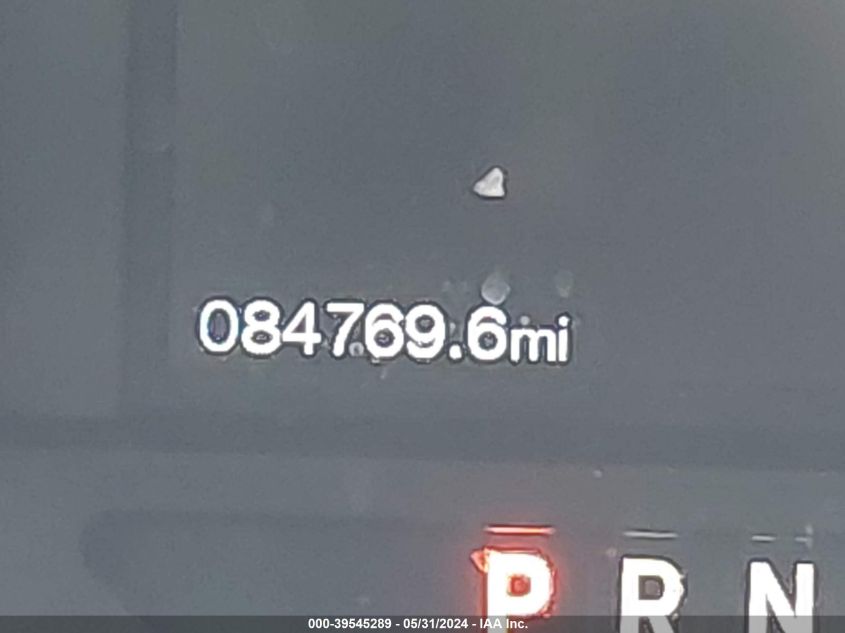 084769.6mi
P R N
000-39545289 - 05/31/2024 - IAA Inc.